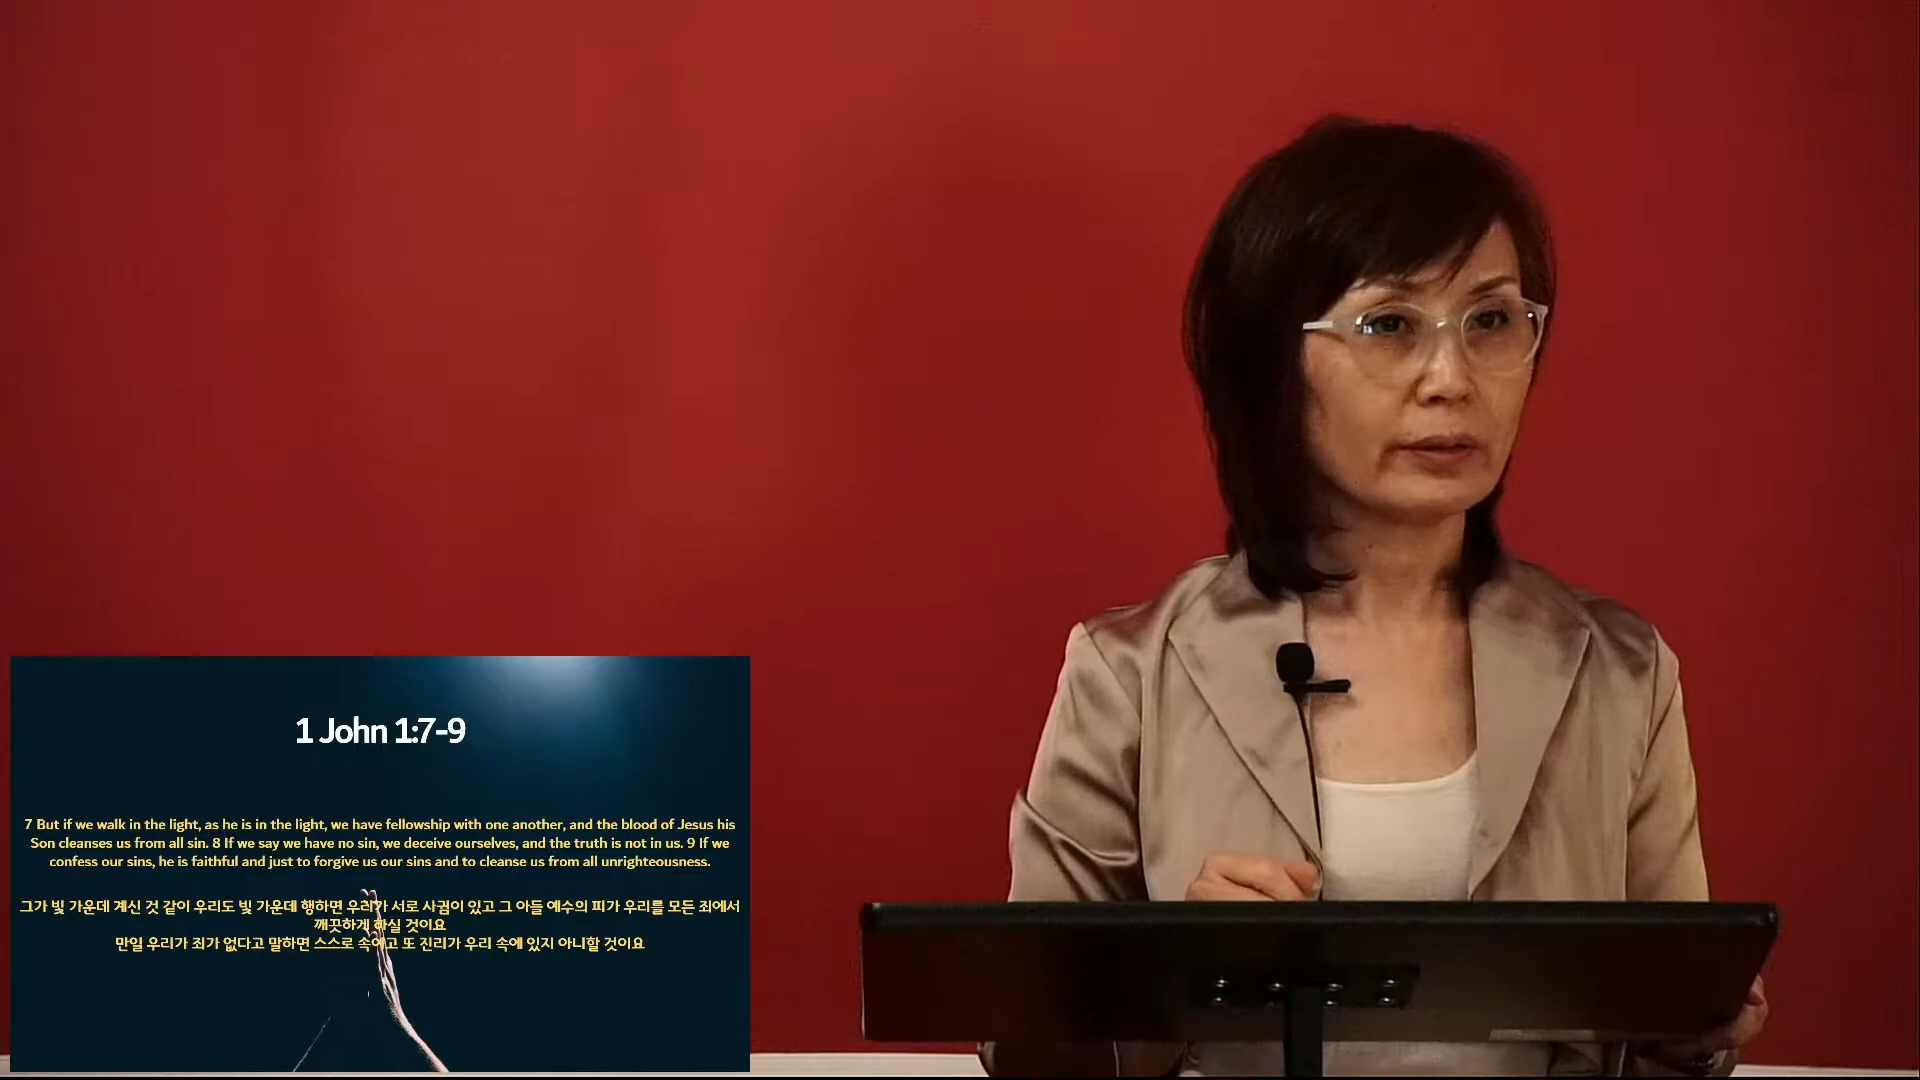 1 John 1:7-9
7 But if we walk in the light, as he is in the light, we have fellowship with one another, and the blood of Jesus his
Son cleanses us from all sin. 8 If we say we have no sin, we deceive ourselves, and the truth is not in us. 9 If we
confess our sins, he is faithful and just to forgive us our sins and to cleanse us from all unrighteousness.
그가 빛 가운데 계신 것 같이 우리도 빛 가운데 행하면 우리가 서로 사귐이 있고 그 아들 예수의 피가 우리를 모든 죄에서
깨끗하게 하실 것이요
만일 우리가 죄가 없다고 말하면 스스로 속이고 또 진리가 우리 속에 있지 아니할 것이요